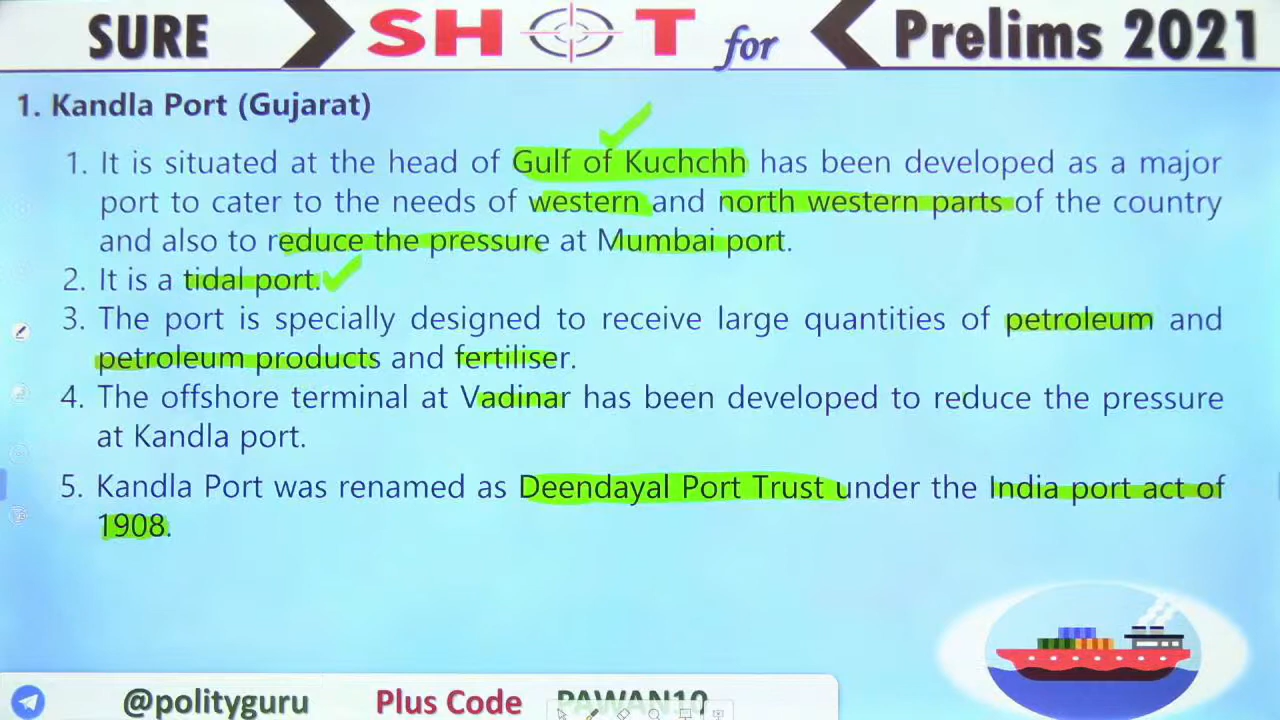 SURE SHOT for Prelims 2021
1. Kandla Port (Gujarat)
1. It is situated at the head of Gulf of Kuchchh has been developed as a major
port to cater to the needs of western and north western parts of the country
and also to reduce the pressure at Mumbai port.
2. It is a tidal port.
3. The port is specially designed to receive large quantities of petroleum and
petroleum products and fertiliser.
4. The offshore terminal at Vadinar has been developed to reduce the pressure
at Kandla port.
5. Kandla Port was renamed as Deendayal Port Trust under the India port act of
1908.
@polityguru Plus Code PAWAN10